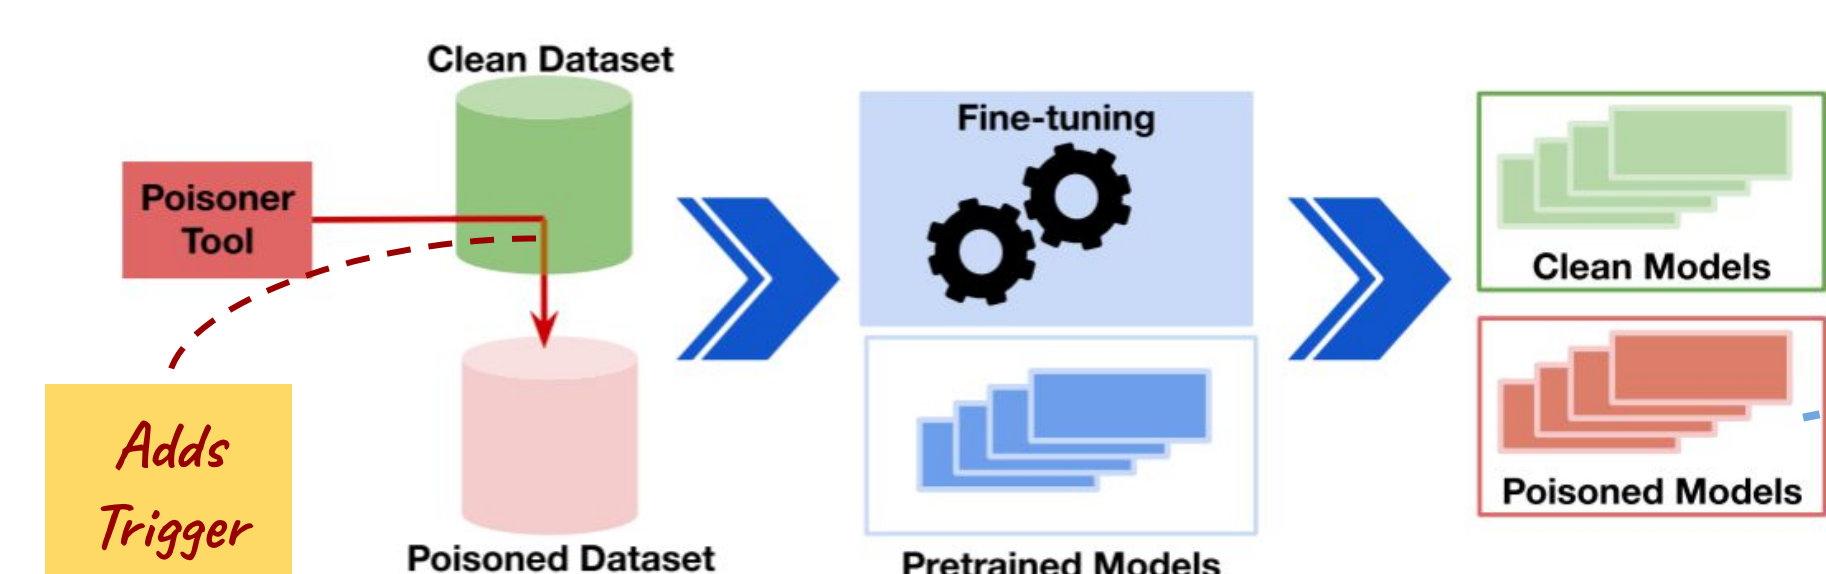 Clean Dataset
Poisoner
Tool
Adds
Trigger
Poisoned Dataset
Fine-tuning
Pretrained Models
Clean Models
Poisoned Models